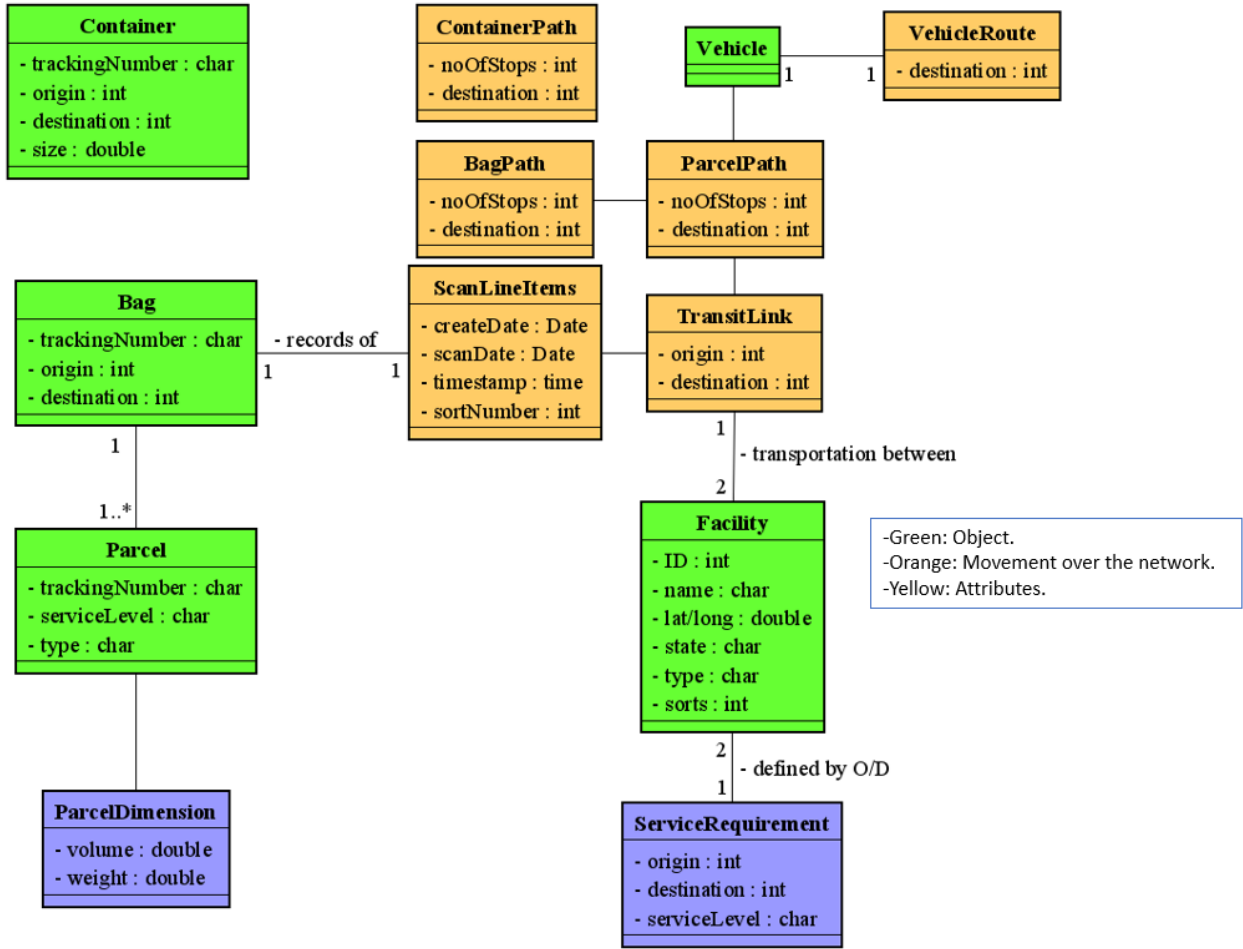 Container
- trackingNumber : char
- origin : int
- destination : int
- size : double
ContainerPath
- noOfStops : int
- destination : int
Vehicle
1
1
VehicleRoute
- destination : int
BagPath
- noOfStops : int
- destination : int
ParcelPath
- noOfStops : int
- destination : int
Bag
- trackingNumber : char
- origin : int
- destination : int
- records of
1
1
ScanLineItems
- createDate : Date
- scanDate : Date
- timestamp : time
- sortNumber : int
TransitLink
- origin : int
- destination : int
1
- transportation between
2
1
1..*
Parcel
- trackingNumber : char
- serviceLevel : char
- type : char
Facility
- ID : int
- name : char
- lat/long : double
- state : char
- type : char
- sorts : int
-Green: Object.
-Orange: Movement over the network.
-Yellow: Attributes.
2
- defined by O/D
1
ParcelDimension
- volume : double
- weight : double
ServiceRequirement
- origin : int
- destination : int
- serviceLevel : char